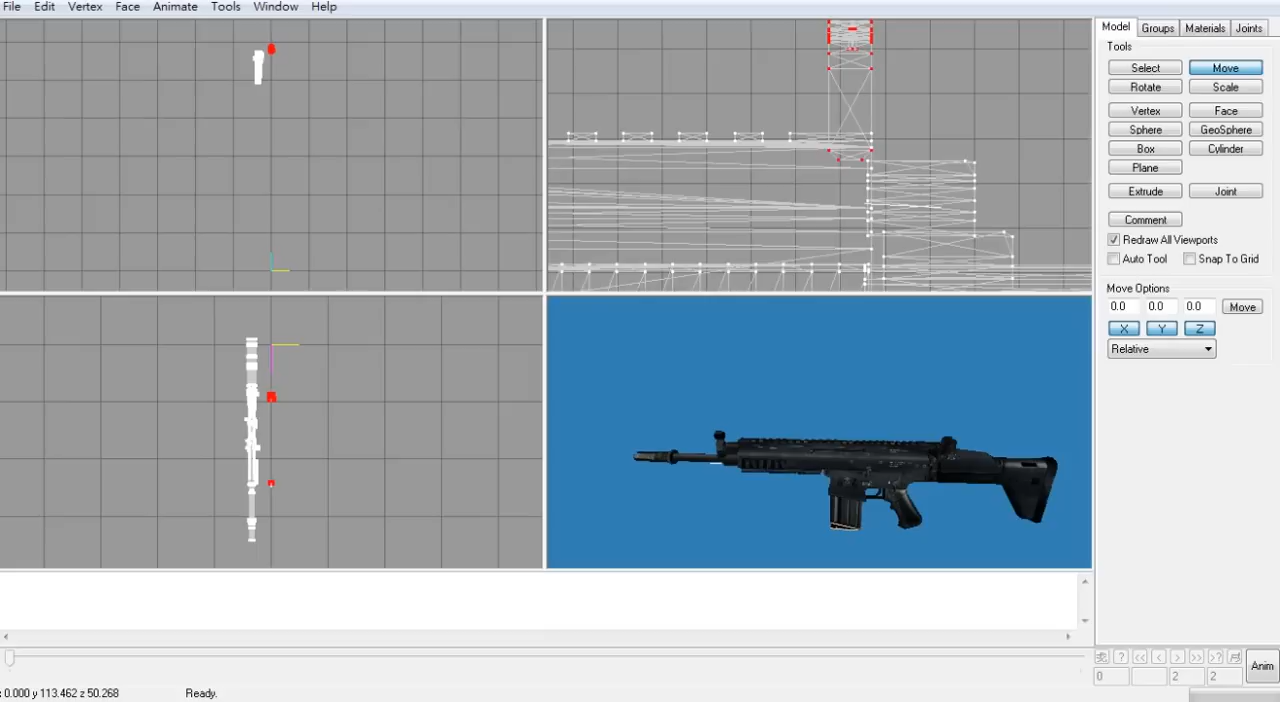 File Edit Vertex Face Animate Tools Window Help
Model Groups Materials Joints
Tools
Select Move
Rotate Scale
Vertex Face
Sphere GeoSphere
Box Cylinder
Plane
Extrude Joint
Comment
Redraw All Viewports
Auto Tool Snap To Grid
Move Options
0.0 0.0 0.0 Move
X Y Z
Relative
? << < > >> >?
0 2 2
Anim
: 0.000 y 113.462 z 50.268 Ready.